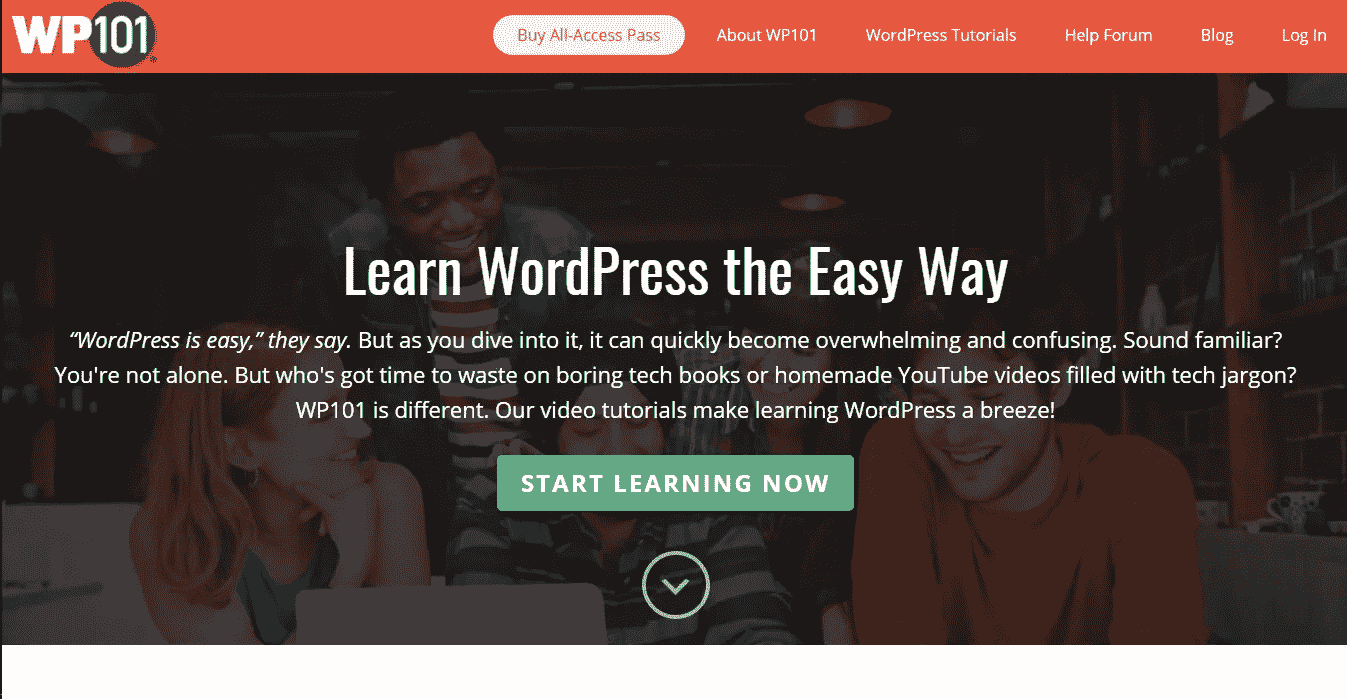 WP101
Buy All-Access Pass
About WP101
WordPress Tutorials
Help Forum
Blog
Log In
Learn WordPress the Easy Way
“WordPress is easy,” they say. But as you dive into it, it can quickly become overwhelming and confusing. Sound familiar?
You're not alone. But who's got time to waste on boring tech books or homemade YouTube videos filled with tech jargon?
WP101 is different. Our video tutorials make learning WordPress a breeze!
START LEARNING NOW